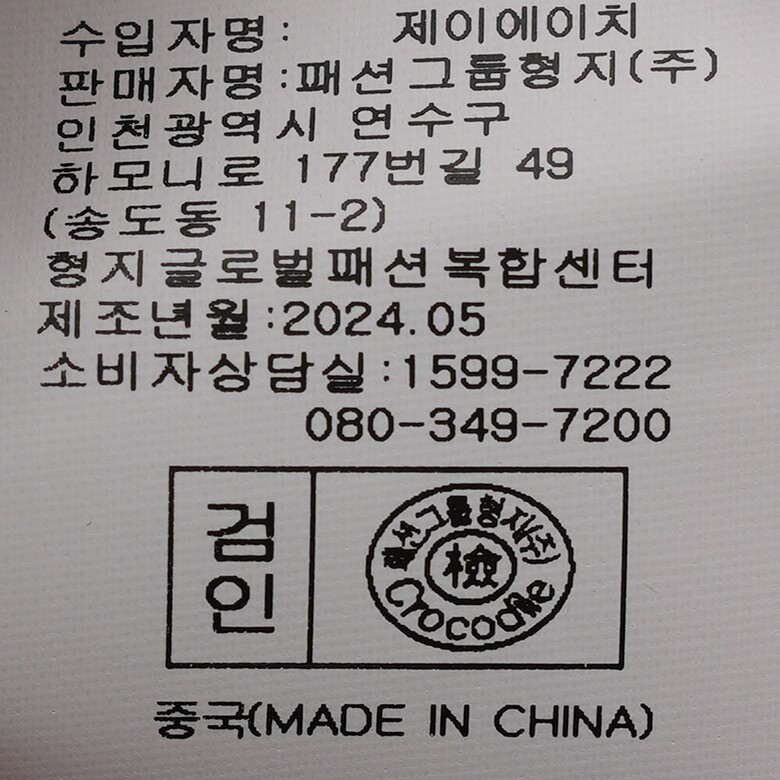 수입자명: 제이에이치
판매자명:패션그룹형지(주)
인천광역시 연수구
하모니로 177번길 49
(송도동 11-2)
형지글로벌패션복합센터
제조년월:2024.05
소비자상담실:1599-7222
080-349-7200
검인
패션그룹형지(주)
檢
Crocodile
중국(MADE IN CHINA)